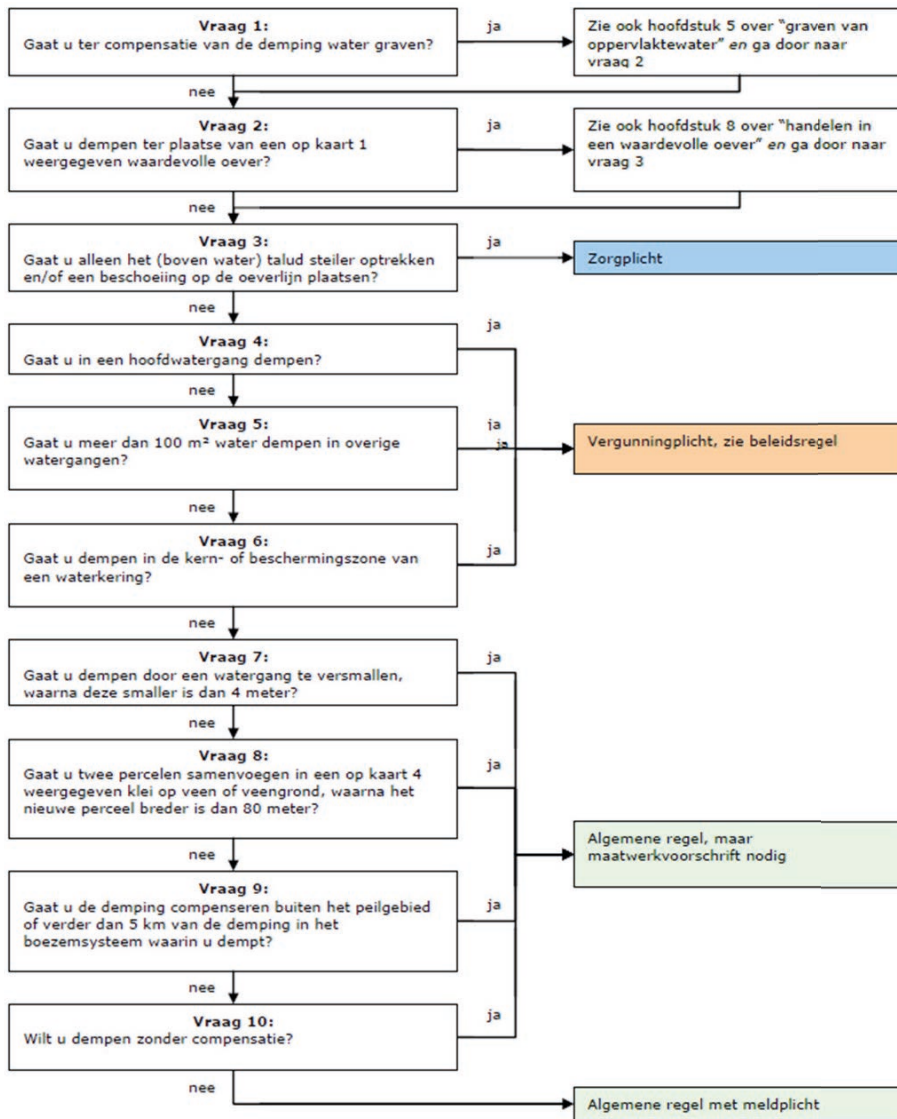 Vraag 1:
Gaat u ter compensatie van de demping water graven?
ja
Zie ook hoofdstuk 5 over “graven van
oppervlaktewater” en ga door naar
vraag 2
nee
Vraag 2:
Gaat u dempen ter plaatse van een op kaart 1
weergegeven waardevolle oever?
ja
Zie ook hoofdstuk 8 over “handelen in
een waardevolle oever” en ga door naar
vraag 3
nee
Vraag 3:
Gaat u alleen het (boven water) talud steiler optrekken
en/of een beschoeiing op de oeverlijn plaatsen?
ja
Zorgplicht
nee
Vraag 4:
Gaat u in een hoofdwatergang dempen?
ja
nee
Vraag 5:
Gaat u meer dan 100 m² water dempen in overige
watergangen?
ja
ja
Vergunningplicht, zie beleidsregel
nee
Vraag 6:
Gaat u dempen in de kern- of beschermingszone van
een waterkering?
ja
nee
Vraag 7:
Gaat u dempen door een watergang te versmallen,
waarna deze smaller is dan 4 meter?
ja
nee
Vraag 8:
Gaat u twee percelen samenvoegen in een op kaart 4
weergegeven klei op veen of veengrond, waarna het
nieuwe perceel breder is dan 80 meter?
ja
Algemene regel, maar
maatwerkvoorschrift nodig
nee
Vraag 9:
Gaat u de demping compenseren buiten het peilgebied
of verder dan 5 km van de demping in het
boezemsysteem waarin u dempt?
ja
nee
Vraag 10:
Wilt u dempen zonder compensatie?
ja
nee
Algemene regel met meldplicht